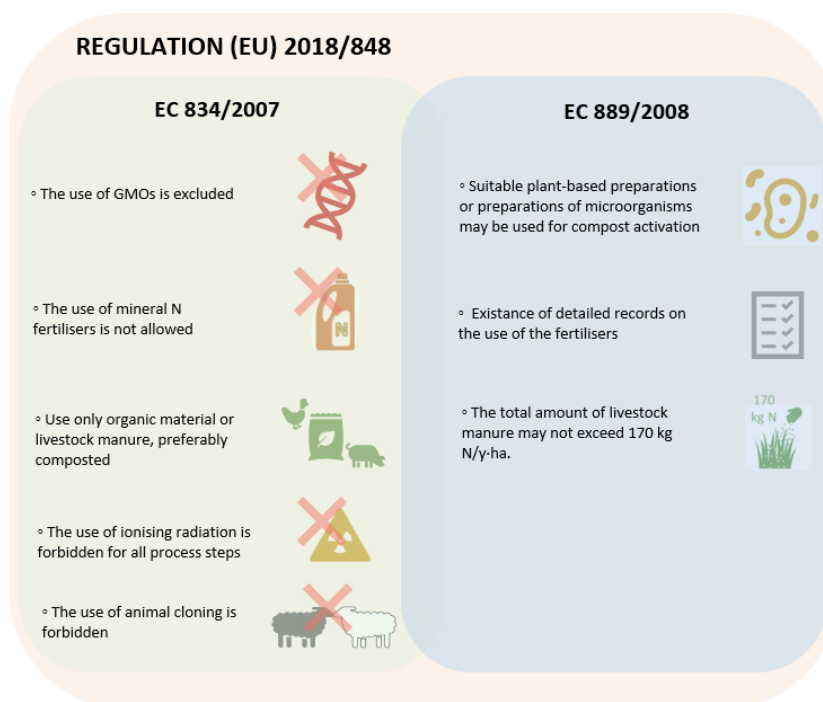 REGULATION (EU) 2018/848
EC 834/2007
◦ The use of GMOs is excluded
◦ The use of mineral N
fertilisers is not allowed
N
◦ Use only organic material or
livestock manure, preferably
composted
◦ The use of ionising radiation is
forbidden for all process steps
◦ The use of animal cloning is
forbidden
EC 889/2008
◦ Suitable plant-based preparations
or preparations of microorganisms
may be used for compost activation
◦ Existance of detailed records on
the use of the fertilisers
◦ The total amount of livestock
manure may not exceed 170 kg
N/y·ha.
170
kg N